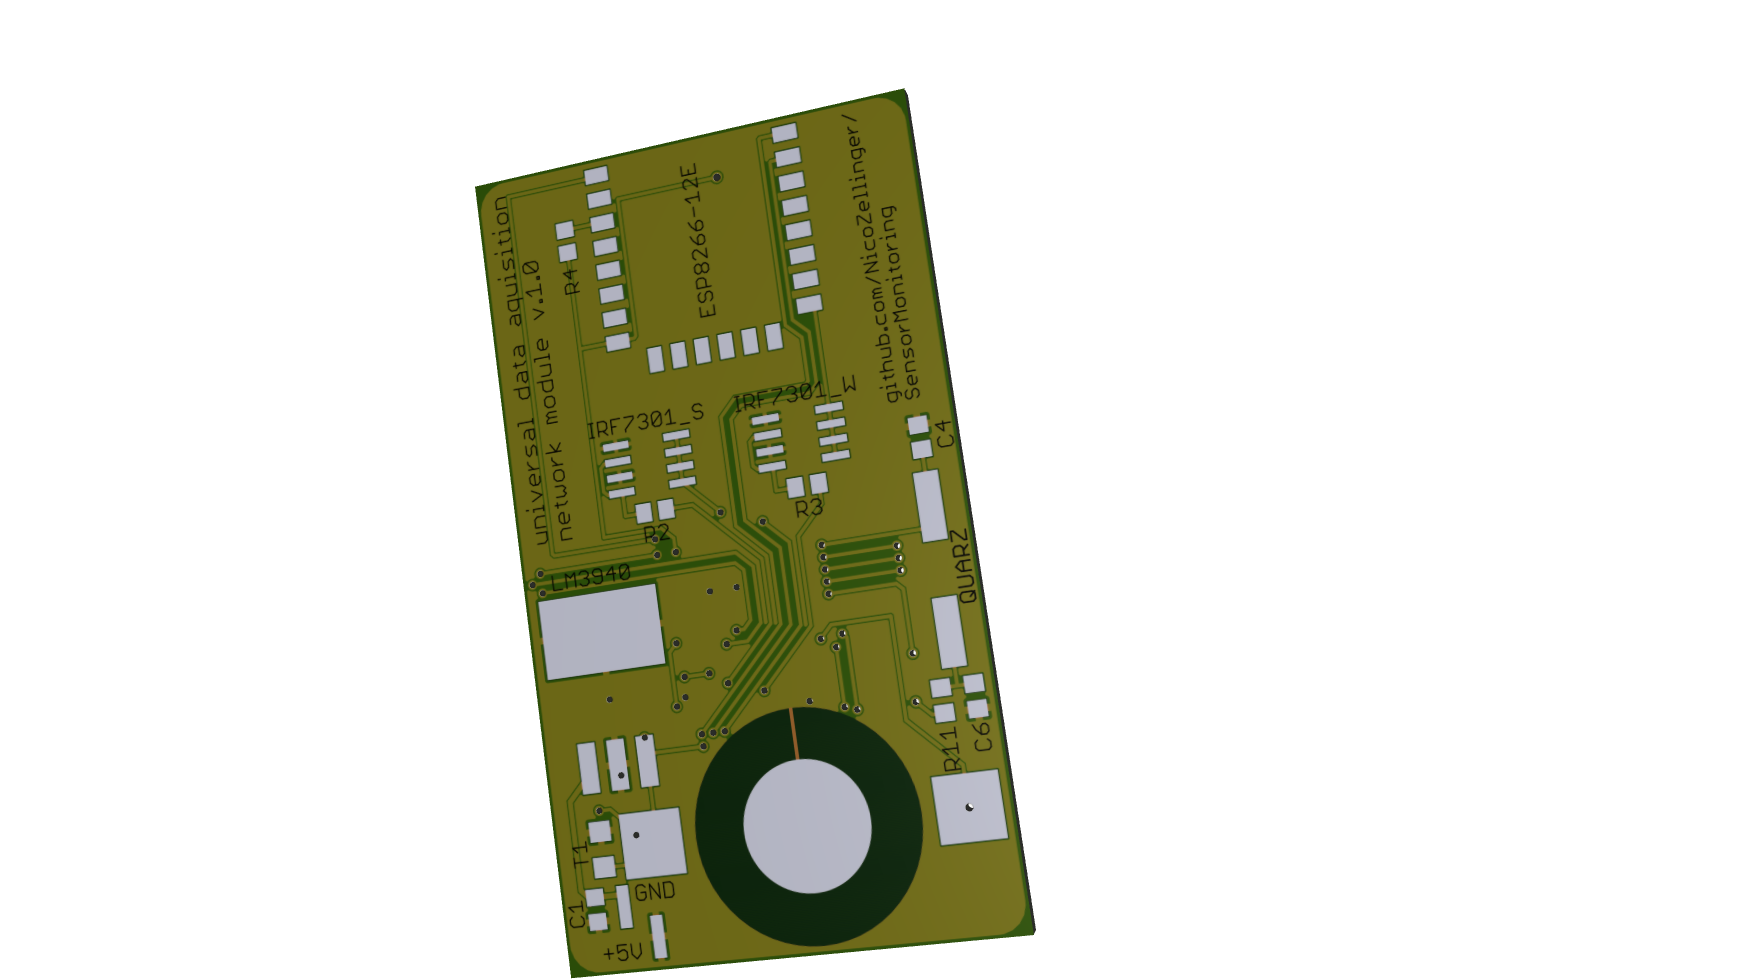 universal data aquisition
network module v.1.0
R4
ESP8266-12E
github.com/NicoZellinger/
SensorMonitoring
IRF7301_S
IRF7301_M
C4
R2
R3
LM3940
QUARZ
R11
C6
T1
C1
GND
+5V